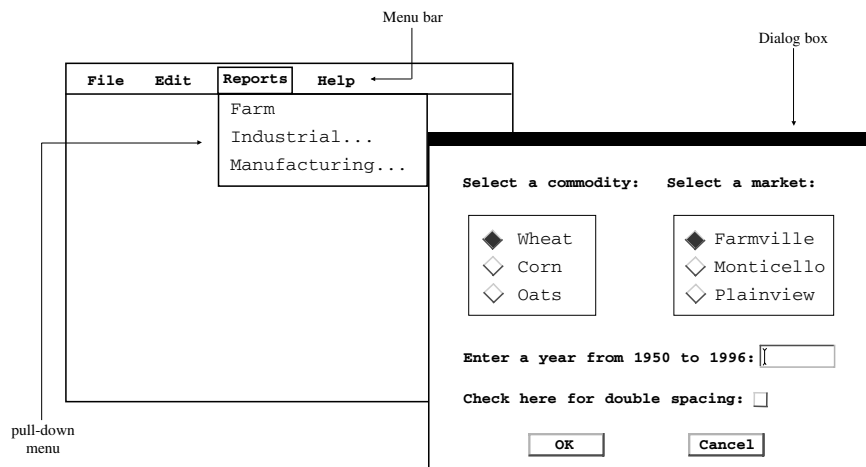 Menu bar
Dialog box
File Edit Reports Help
Farm
Industrial...
Manufacturing...
Select a commodity: Select a market:
Wheat Farmville
Corn Monticello
Oats Plainview
Enter a year from 1950 to 1996:
Check here for double spacing:
pull-down
menu
OK Cancel